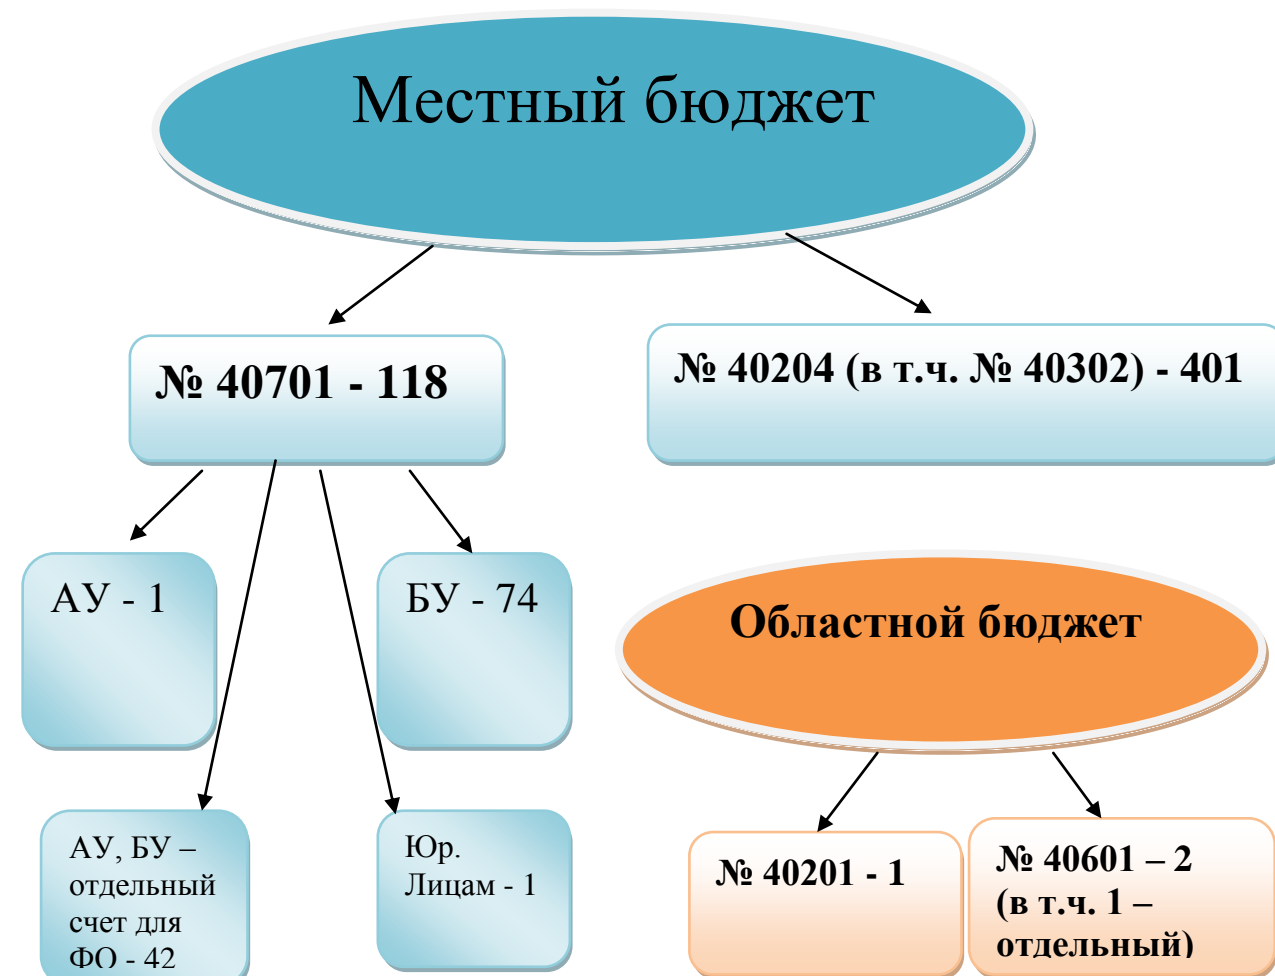 Местный бюджет
№ 40701 - 118
№ 40204 (в т.ч. № 40302) - 401
АУ - 1
БУ - 74
АУ, БУ –
отдельный
счет для
ФО - 42
Юр.
Лицам - 1
Областной бюджет
№ 40201 - 1
№ 40601 – 2
(в т.ч. 1 –
отдельный)